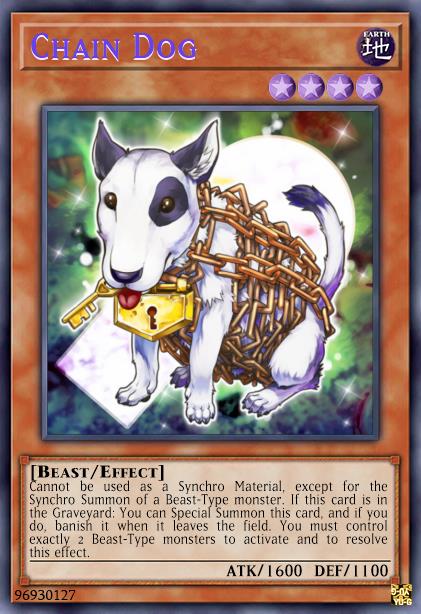 Chain Dog
EARTH
地
[Beast/Effect]
Cannot be used as a Synchro Material, except for the
Synchro Summon of a Beast-Type monster. If this card is in
the Graveyard: You can Special Summon this card, and if you
do, banish it when it leaves the field. You must control
exactly 2 Beast-Type monsters to activate and to resolve
this effect.
ATK/1600 DEF/1100
96930127